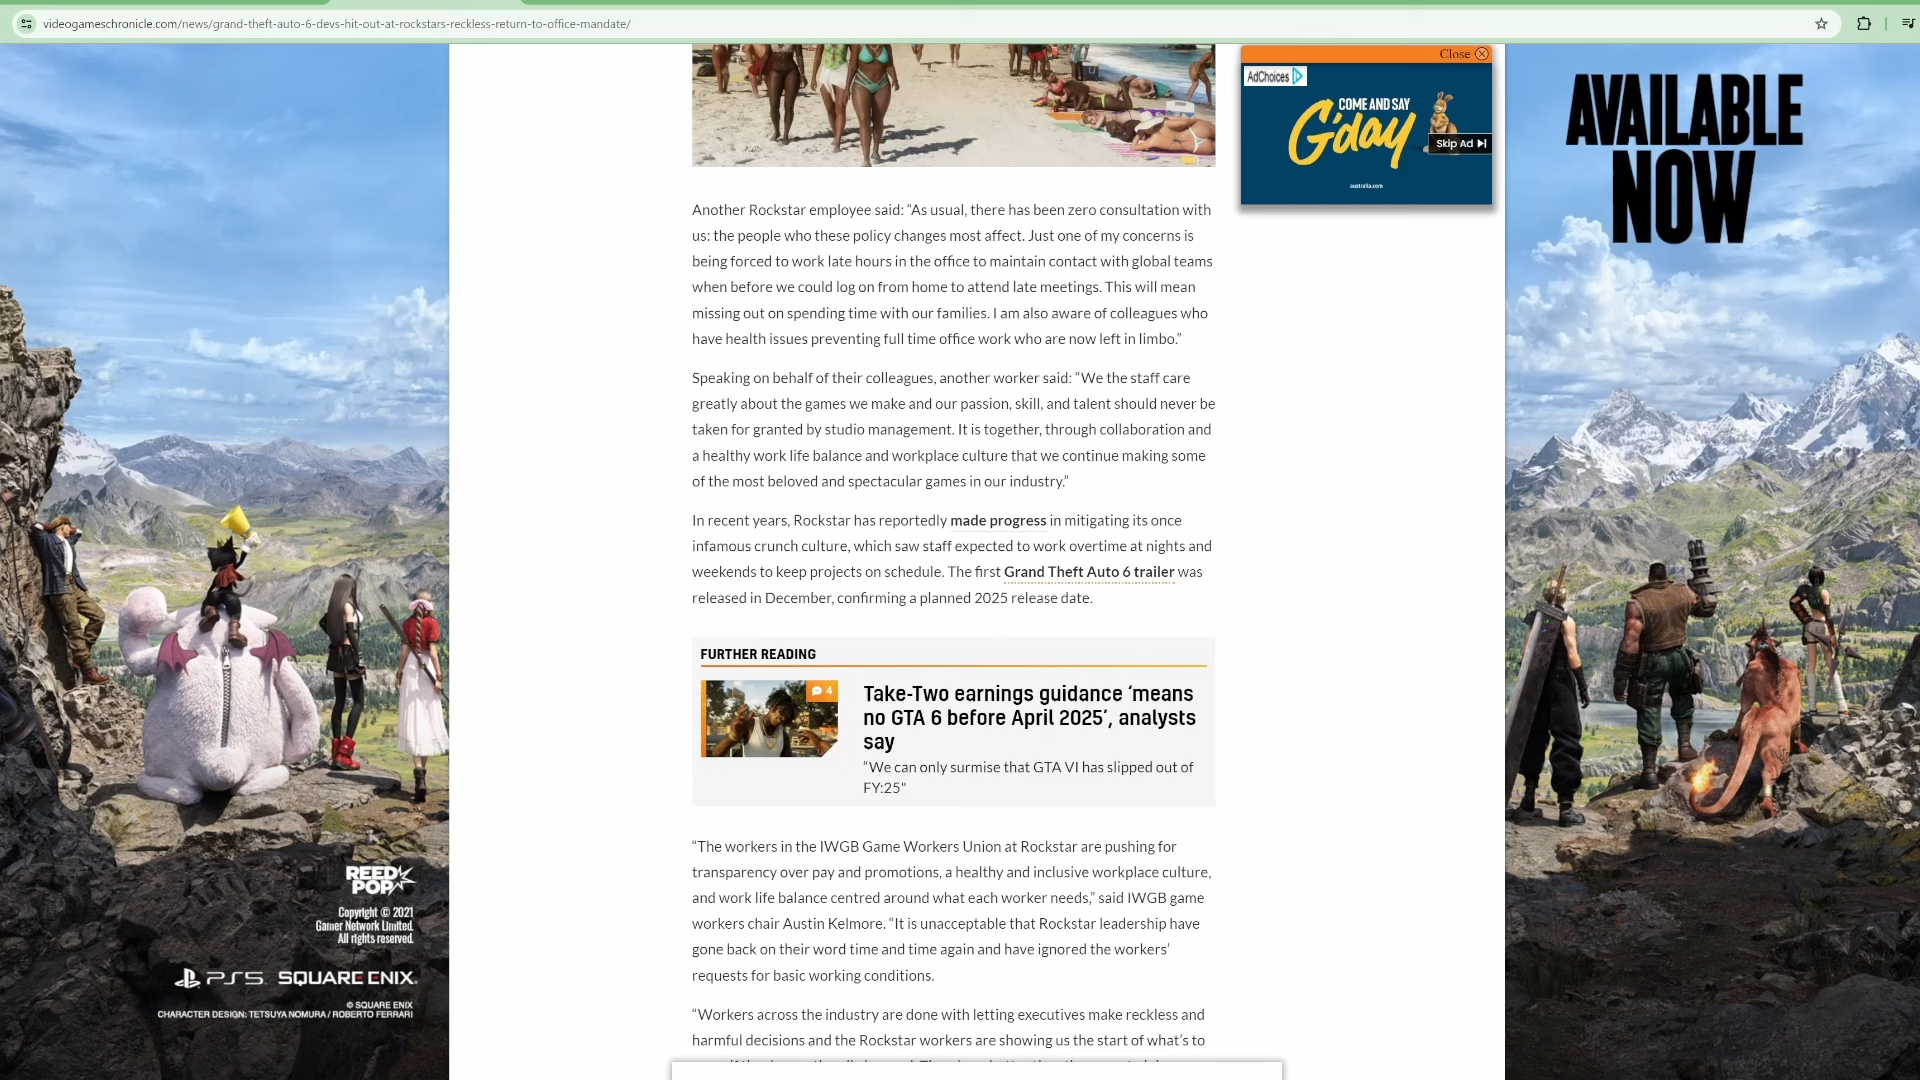 videogameschronicle.com/news/grand-theft-auto-6-devs-hit-out-at-rockstars-reckless-return-to-office-mandate/
Close
AdChoices
COME AND SAY
G'day
Skip Ad
australia.com
AVAILABLE
NOW
Another Rockstar employee said: “As usual, there has been zero consultation with
us: the people who these policy changes most affect. Just one of my concerns is
being forced to work late hours in the office to maintain contact with global teams
when before we could log on from home to attend late meetings. This will mean
missing out on spending time with our families. I am also aware of colleagues who
have health issues preventing full time office work who are now left in limbo.”
Speaking on behalf of their colleagues, another worker said: “We the staff care
greatly about the games we make and our passion, skill, and talent should never be
taken for granted by studio management. It is together, through collaboration and
a healthy work life balance and workplace culture that we continue making some
of the most beloved and spectacular games in our industry.”
In recent years, Rockstar has reportedly made progress in mitigating its once
infamous crunch culture, which saw staff expected to work overtime at nights and
weekends to keep projects on schedule. The first Grand Theft Auto 6 trailer was
released in December, confirming a planned 2025 release date.
FURTHER READING
4
Take-Two earnings guidance ‘means
no GTA 6 before April 2025’, analysts
say
“We can only surmise that GTA VI has slipped out of
FY:25"
“The workers in the IWGB Game Workers Union at Rockstar are pushing for
transparency over pay and promotions, a healthy and inclusive workplace culture,
and work life balance centred around what each worker needs,” said IWGB game
workers chair Austin Kelmore. “It is unacceptable that Rockstar leadership have
gone back on their word time and time again and have ignored the workers’
requests for basic working conditions.
“Workers across the industry are done with letting executives make reckless and
harmful decisions and the Rockstar workers are showing us the start of what’s to
REED
POP
Copyright © 2021
Gamer Network Limited.
All rights reserved.
PS5 SQUARE ENIX.
© SQUARE ENIX
CHARACTER DESIGN: TETSUYA NOMURA / ROBERTO FERRARI